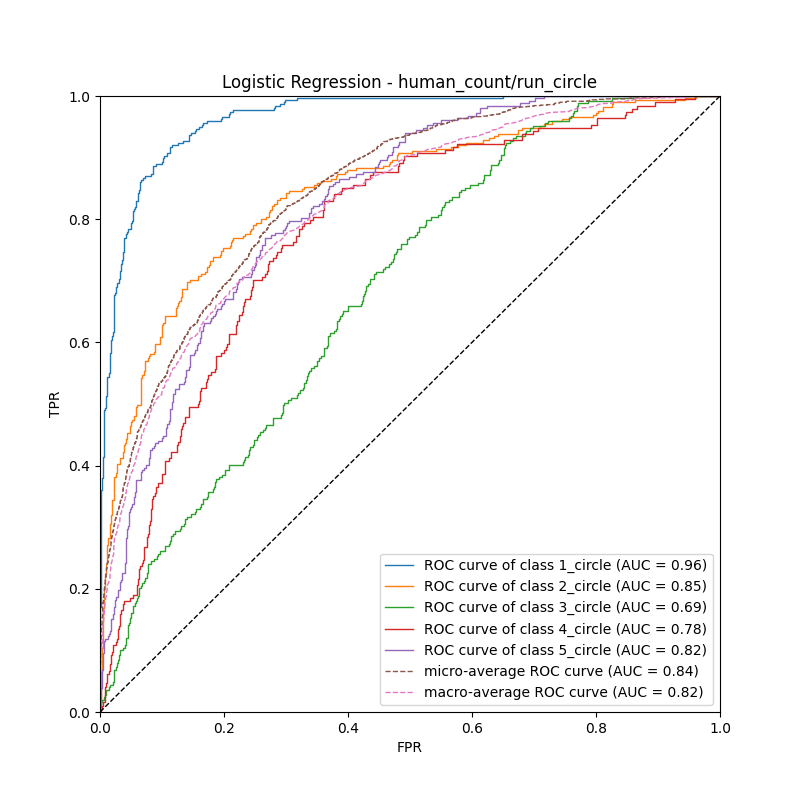 Logistic Regression - human_count/run_circle
1.0
0.8
0.6
0.4
0.2
0.0
TPR
ROC curve of class 1_circle (AUC = 0.96)
ROC curve of class 2_circle (AUC = 0.85)
ROC curve of class 3_circle (AUC = 0.69)
ROC curve of class 4_circle (AUC = 0.78)
ROC curve of class 5_circle (AUC = 0.82)
micro-average ROC curve (AUC = 0.84)
macro-average ROC curve (AUC = 0.82)
0.0 0.2 0.4 0.6 0.8 1.0
FPR